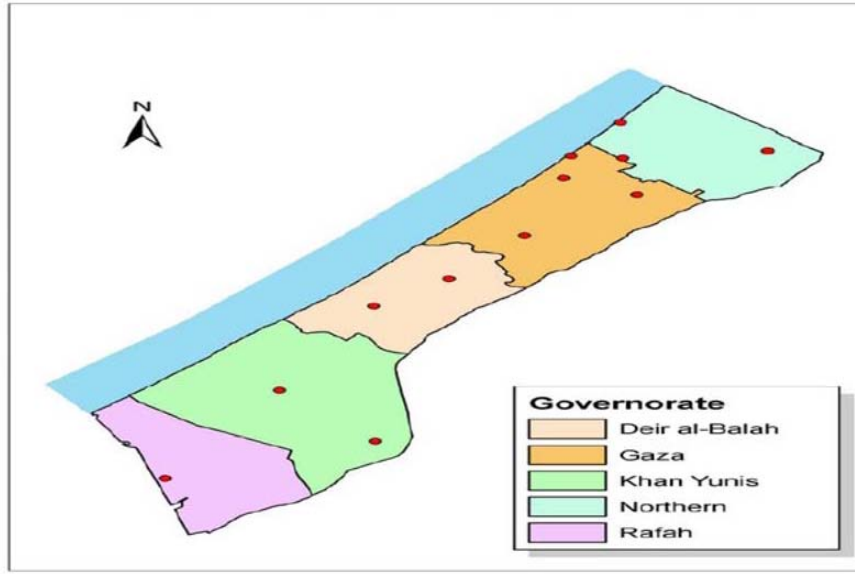 N
Governorate
Deir al-Balah
Gaza
Khan Yunis
Northern
Rafah